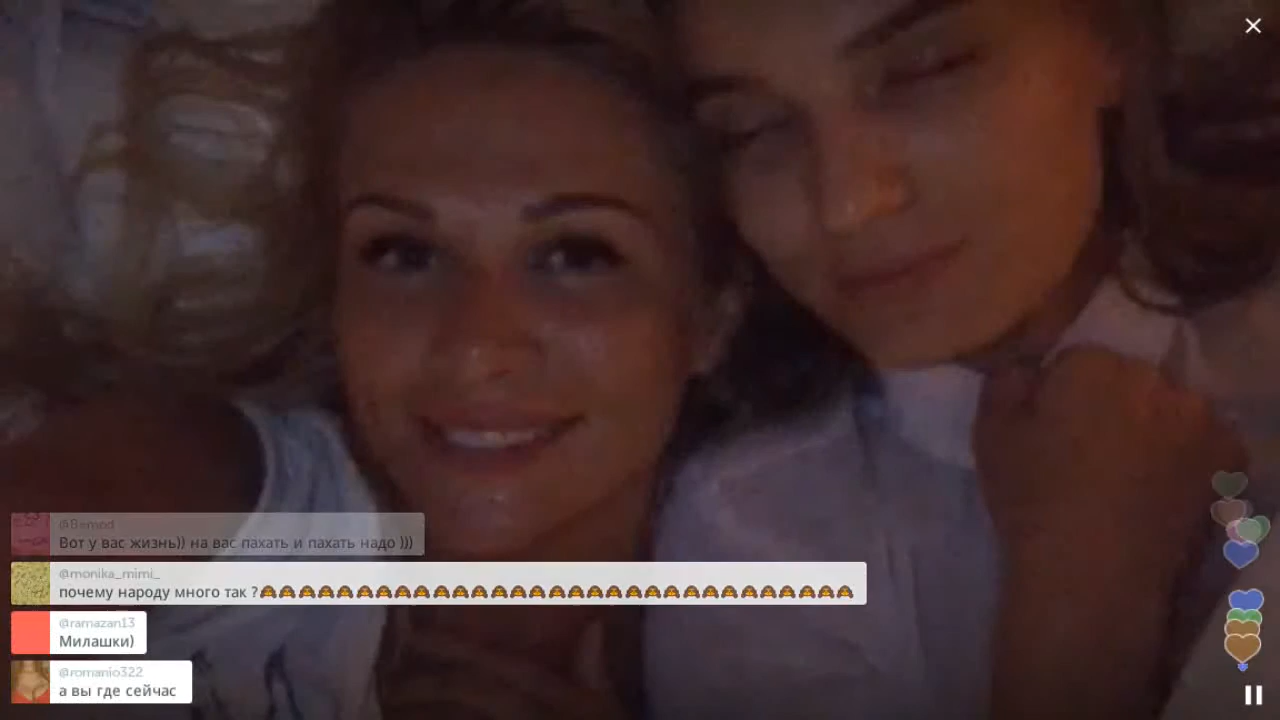 @Bemod
Вот у вас жизнь)) на вас пахать и пахать надо )))
@monika_mimi_
почему народу много так ?🙈🙈🙈🙈🙈🙈🙈🙈🙈🙈🙈🙈🙈🙈🙈🙈🙈🙈🙈🙈🙈🙈🙈🙈🙈🙈🙈🙈🙈🙈🙈
@ramazan13
Милашки)
@romanio322
а вы где сейчас